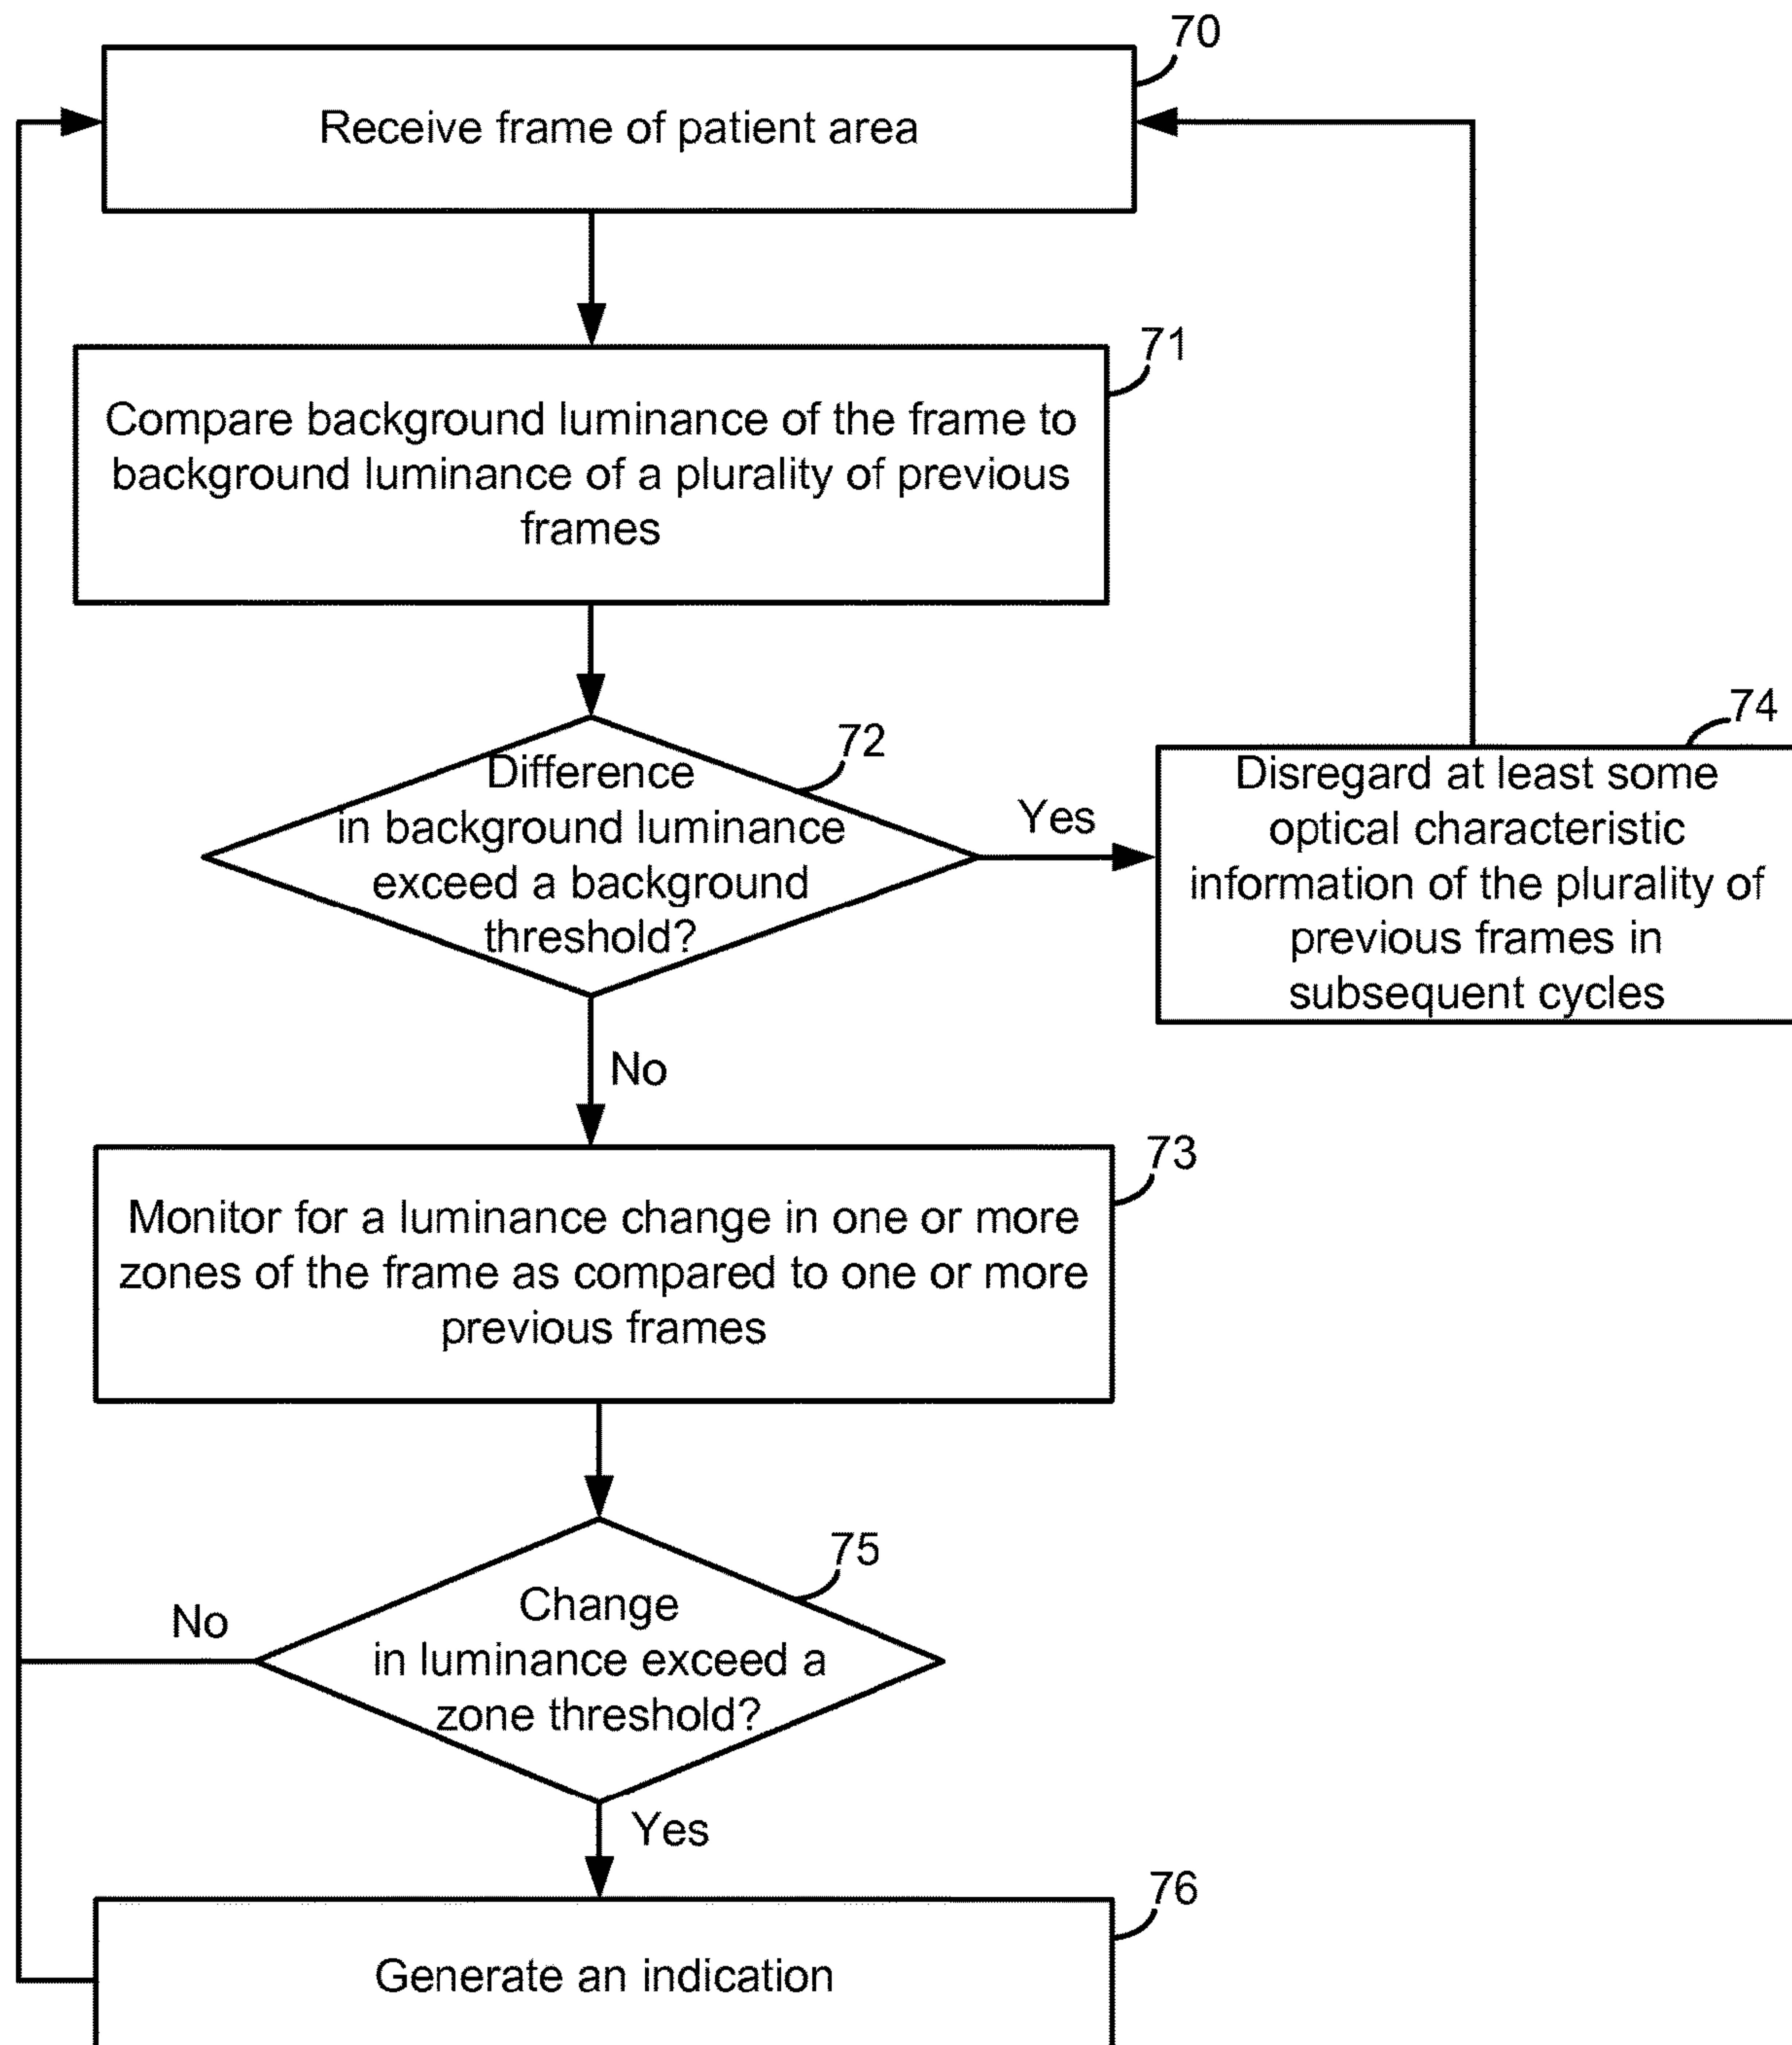 70
Receive frame of patient area
71
Compare background luminance of the frame to
background luminance of a plurality of previous
frames
72
Difference
in background luminance
exceed a background
threshold?
Yes
74
Disregard at least some
optical characteristic
information of the plurality of
previous frames in
subsequent cycles
No
73
Monitor for a luminance change in one or more
zones of the frame as compared to one or more
previous frames
75
Change
in luminance exceed a
zone threshold?
No
Yes
76
Generate an indication